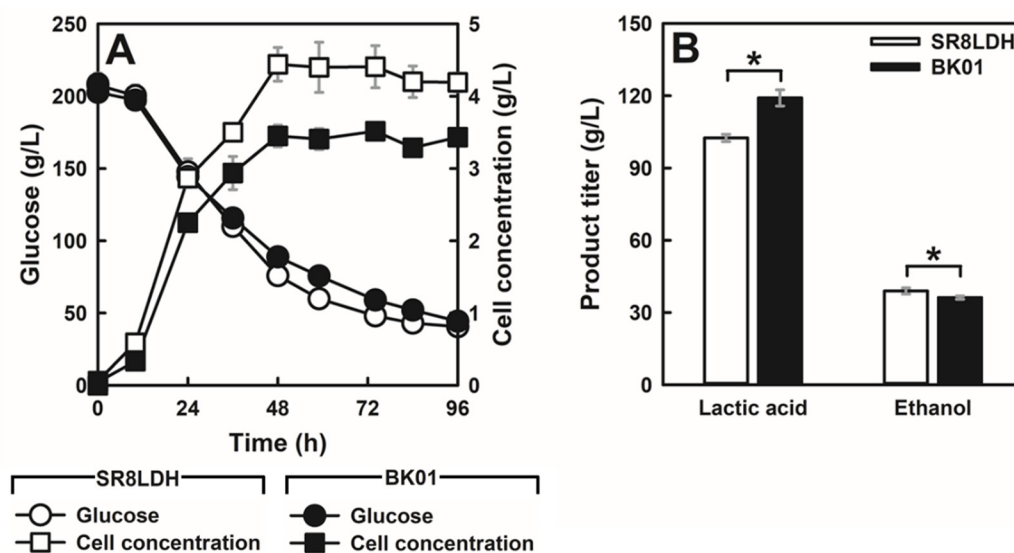 A
Glucose (g/L)
250
200
150
100
50
0
Cell concentration (g/L)
5
4
3
2
1
0
0 24 48 72 96
Time (h)
SR8LDH BK01
Glucose Glucose
Cell concentration Cell concentration
B
SR8LDH
BK01
Product titer (g/L)
150
120
90
60
30
0
*
*
Lactic acid Ethanol